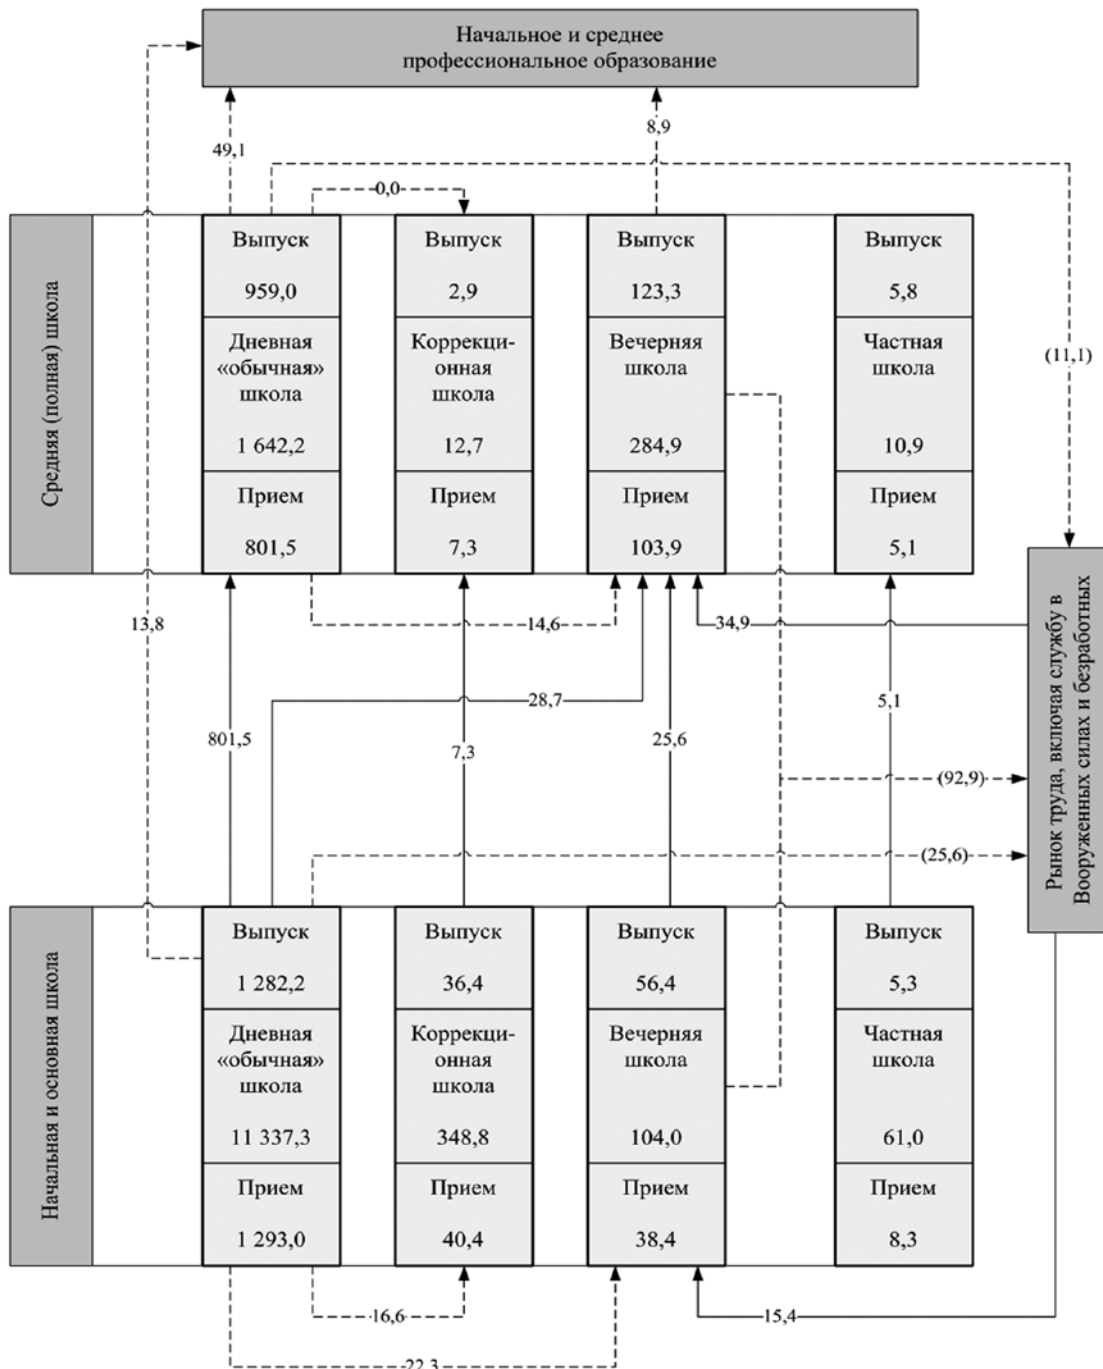 Начальное и среднее
профессиональное образование
49,1
8,9
0,0
Средняя (полная) школа
Выпуск
959,0
Дневная
«обычная»
школа
1 642,2
Прием
801,5
Выпуск
2,9
Коррекци-
онная
школа
12,7
Прием
7,3
Выпуск
123,3
Вечерняя
школа
284,9
Прием
103,9
Выпуск
5,8
Частная
школа
10,9
Прием
5,1
(11,1)
13,8
14,6
34,9
28,7
801,5
7,3
25,6
5,1
(92,9)
(25,6)
Рынок труда, включая службу в
Вооруженных силах и безработных
Начальная и основная школа
Выпуск
1 282,2
Дневная
«обычная»
школа
11 337,3
Прием
1 293,0
Выпуск
36,4
Коррекци-
онная
школа
348,8
Прием
40,4
Выпуск
56,4
Вечерняя
школа
104,0
Прием
38,4
Выпуск
5,3
Частная
школа
61,0
Прием
8,3
16,6
15,4
22,3